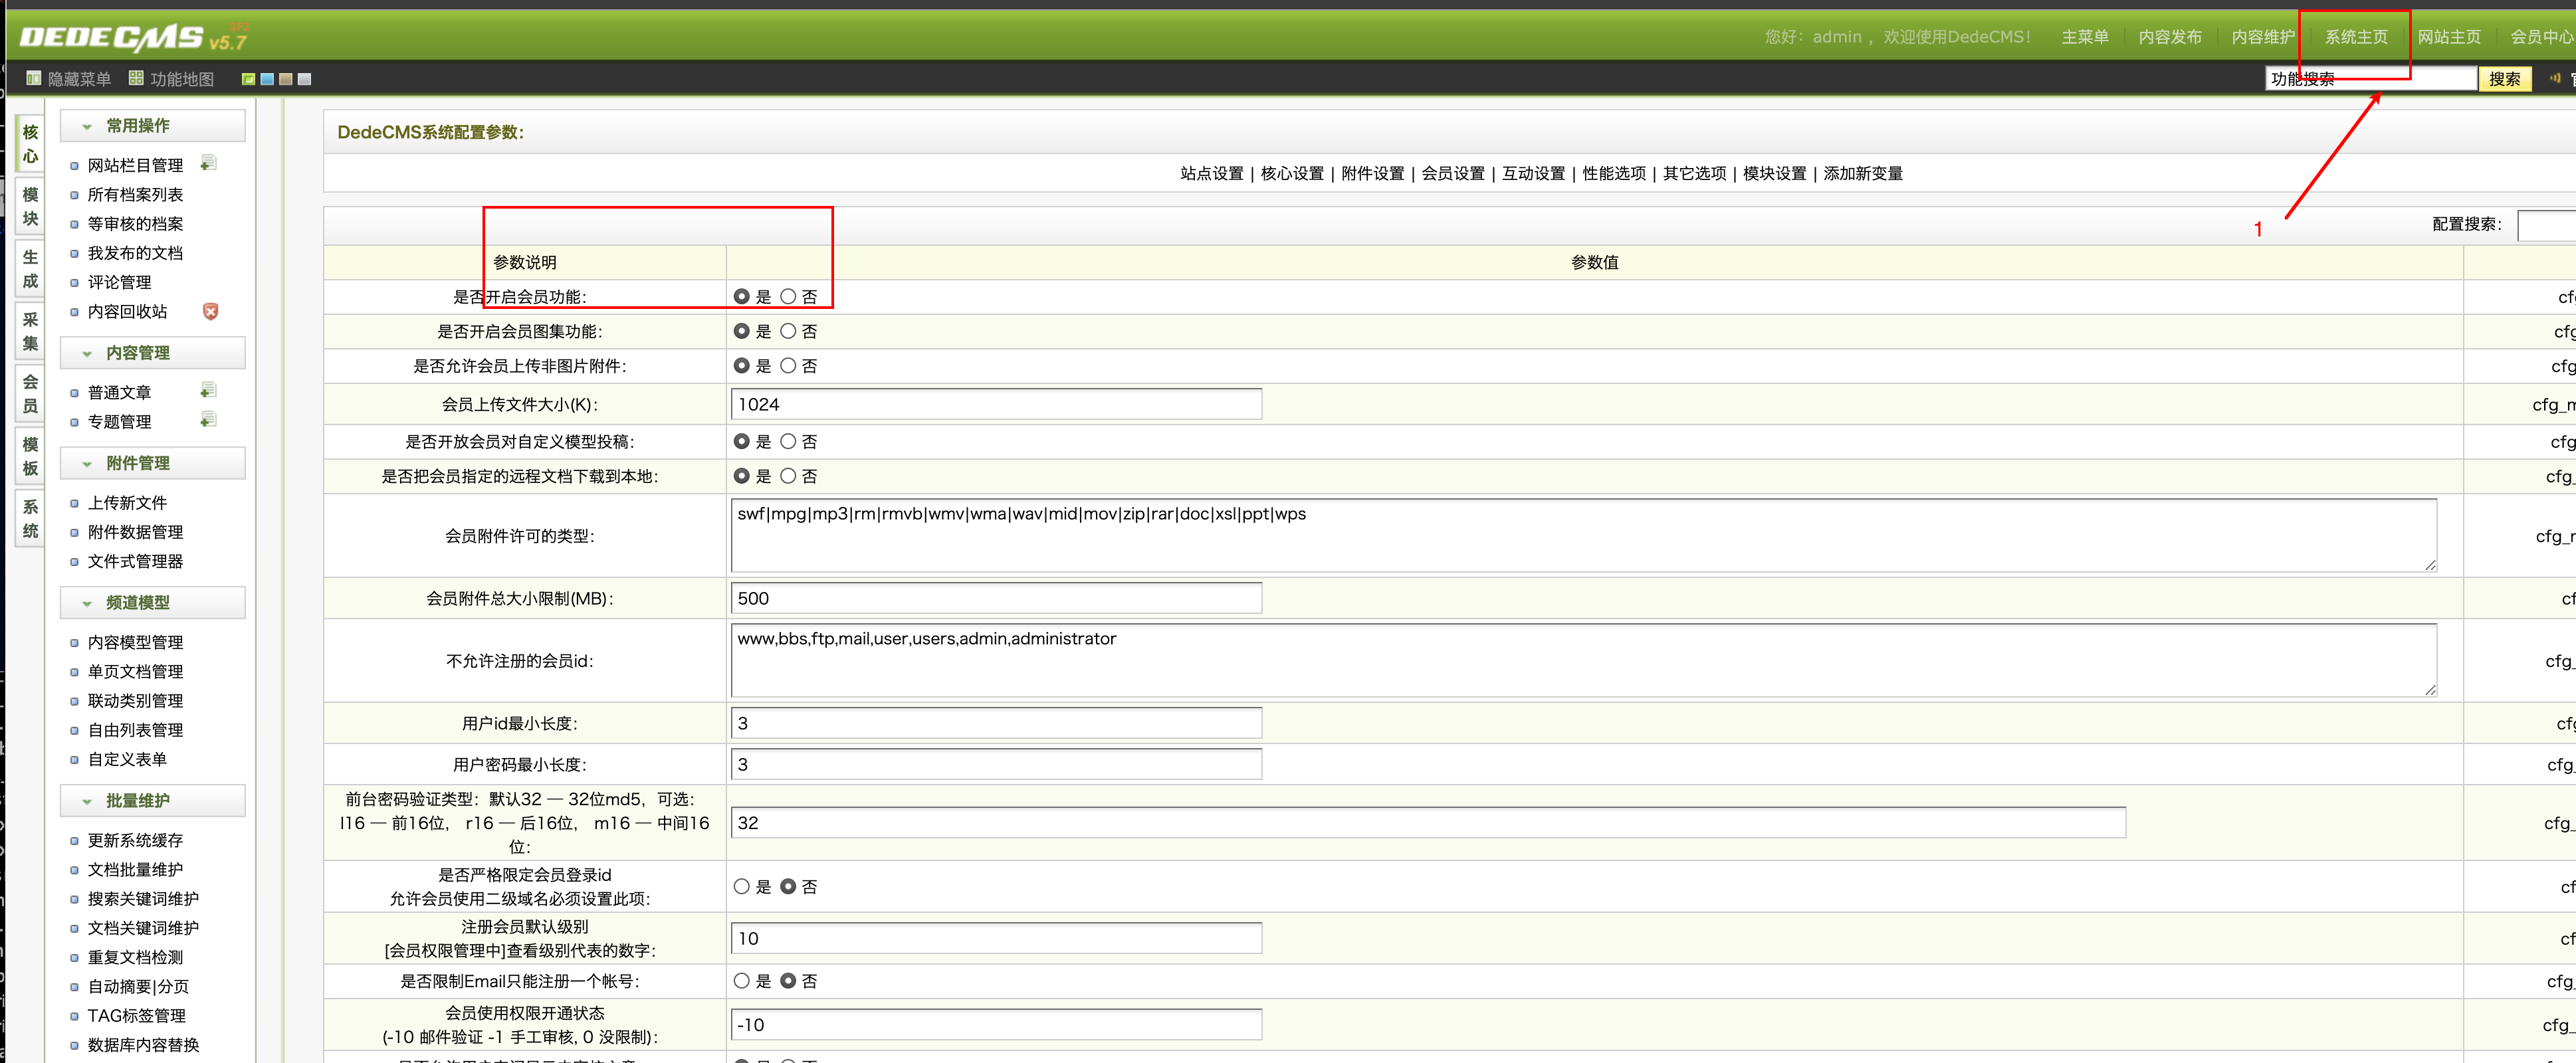 DEDECMS v5.7 SP2
您好：admin ，欢迎使用DedeCMS！ 主菜单 内容发布 内容维护 系统主页 网站主页 会员中心
隐藏菜单 功能地图 功能搜索 搜索
核心
模块
生成
采集
会员
模板
系统
常用操作
网站栏目管理
所有档案列表
等审核的档案
我发布的文档
评论管理
内容回收站
内容管理
普通文章
专题管理
附件管理
上传新文件
附件数据管理
文件式管理器
频道模型
内容模型管理
单页文档管理
联动类别管理
自由列表管理
自定义表单
批量维护
更新系统缓存
文档批量维护
搜索关键词维护
文档关键词维护
重复文档检测
自动摘要|分页
TAG标签管理
数据库内容替换
DedeCMS系统配置参数：
站点设置 | 核心设置 | 附件设置 | 会员设置 | 互动设置 | 性能选项 | 其它选项 | 模块设置 | 添加新变量
1
配置搜索：
参数说明 参数值
是否开启会员功能： 是 否 cf
是否开启会员图集功能： 是 否 cfg
是否允许会员上传非图片附件： 是 否 cfg
会员上传文件大小(K)： 1024 cfg_m
是否开放会员对自定义模型投稿： 是 否 cfg
是否把会员指定的远程文档下载到本地： 是 否 cfg_
会员附件许可的类型： swf|mpg|mp3|rm|rmvb|wmv|wma|wav|mid|mov|zip|rar|doc|xsl|ppt|wps
会员附件总大小限制(MB)： 500 cf
不允许注册的会员id： www,bbs,ftp,mail,user,users,admin,administrator cfg_
用户id最小长度： 3 cfg
用户密码最小长度： 3 cfg_
前台密码验证类型：默认32 — 32位md5，可选：
l16 — 前16位， r16 — 后16位， m16 — 中间16
位： 32 cfg_
是否严格限定会员登录id
允许会员使用二级域名必须设置此项： 是 否 cf
注册会员默认级别
[会员权限管理中]查看级别代表的数字： 10 cf
是否限制Email只能注册一个帐号： 是 否 cfg_
会员使用权限开通状态
(-10 邮件验证 -1 手工审核, 0 没限制)： -10 cfg_